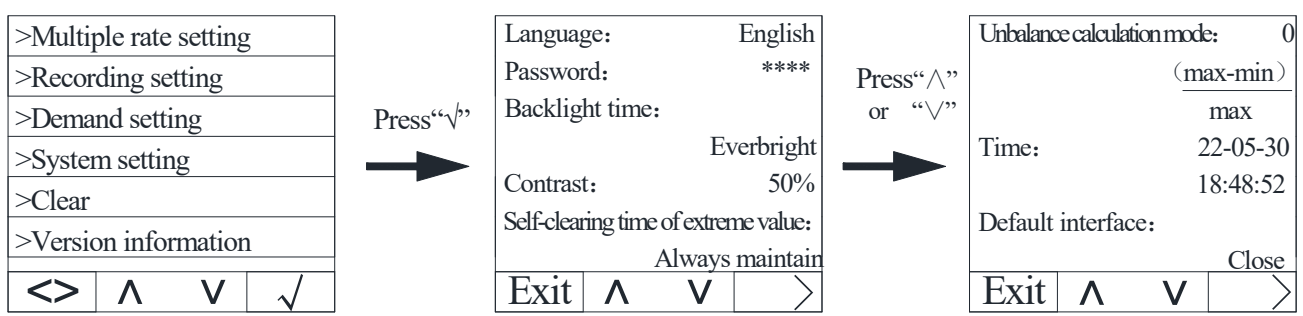 >Multiple rate setting
>Recording setting
>Demand setting
>System setting
>Clear
>Version information
<> ∧ ∨ √
Press“√”
Language： English
Password： ****
Backlight time：
Everbright
Contrast： 50%
Self-clearing time of extreme value：
Always maintain
Exit ∧ ∨ >
Press“∧”
or “∨”
Unbalance calculation mode： 0
（max-min）
max
Time： 22-05-30
18:48:52
Default interface：
Close
Exit ∧ ∨ >